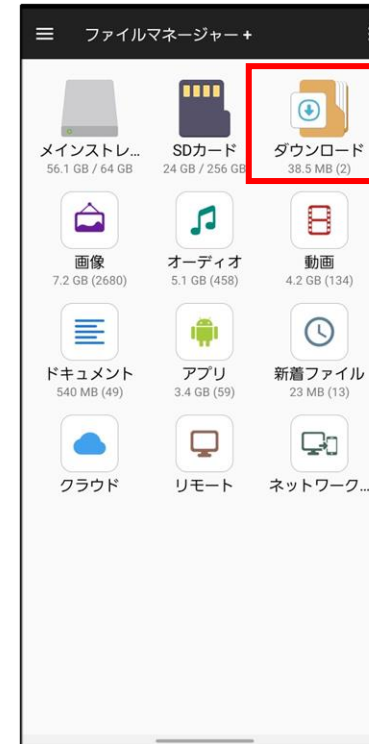 ファイルマネージャー +
メインストレ...
SDカード
ダウンロード
56.1 GB / 64 GB
24 GB / 256 GB
38.5 MB (2)
画像
オーディオ
動画
7.2 GB (2680)
5.1 GB (458)
4.2 GB (134)
ドキュメント
アプリ
新着ファイル
540 MB (49)
3.4 GB (59)
23 MB (13)
クラウド
リモート
ネットワーク...